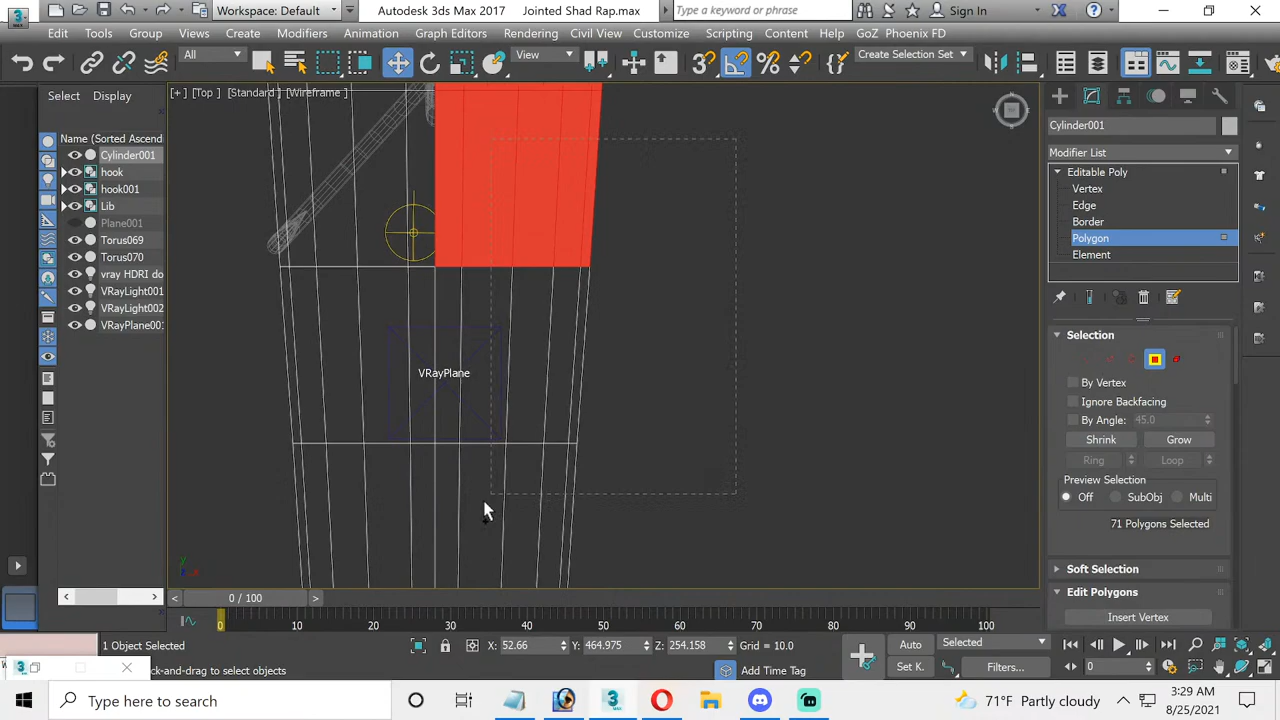 Workspace: Default
Autodesk 3ds Max 2017
Jointed Shad Rap.max
Type a keyword or phrase
Sign In
Edit
Tools
Group
Views
Create
Modifiers
Animation
Graph Editors
Rendering
Civil View
Customize
Scripting
Content
Help
GoZ
Phoenix FD
All
View
Create Selection Set
Select
Display
[+] [Top ] [Standard ] [Wireframe ]
Name (Sorted Ascend
Cylinder001
hook
hook001
Lib
Plane001
Torus069
Torus070
vray HDRI do
VRayLight001
VRayLight002
VRayPlane001
VRayPlane
Cylinder001
Modifier List
Editable Poly
Vertex
Edge
Border
Polygon
Element
Selection
By Vertex
Ignore Backfacing
By Angle: 45.0
Shrink
Grow
Ring
Loop
Preview Selection
Off
SubObj
Multi
71 Polygons Selected
Soft Selection
Edit Polygons
Insert Vertex
0 / 100
0
10
20
30
40
50
60
70
80
90
100
1 Object Selected
X: 52.66
Y: 464.975
Z: 254.158
Grid = 10.0
Auto
Selected
ck-and-drag to select objects
Add Time Tag
Set K.
Filters...
0
Type here to search
71°F Partly cloudy
3:29 AM
8/25/2021